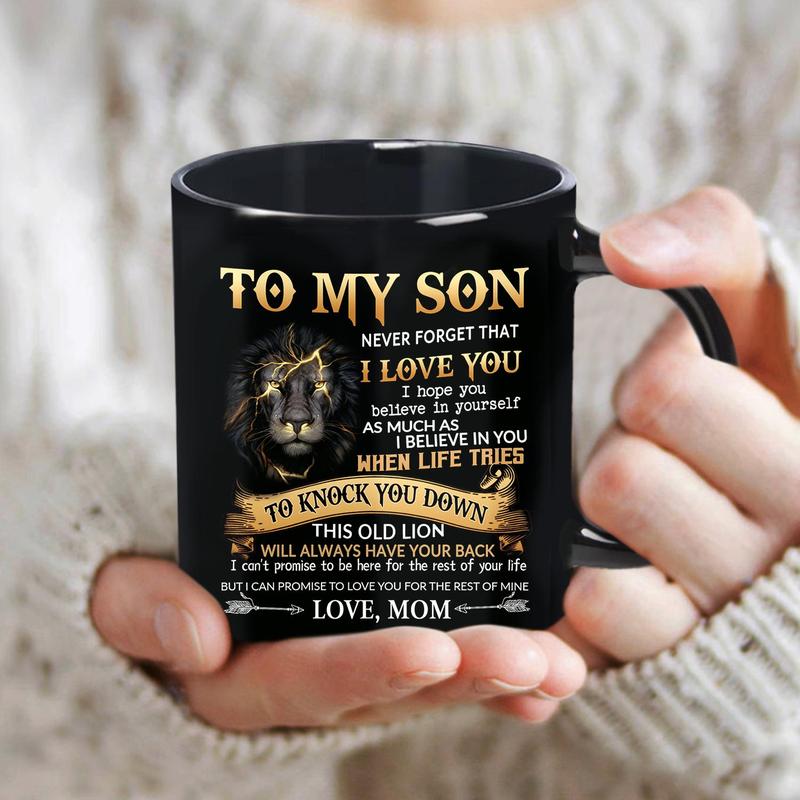 TO MY SON
NEVER FORGET THAT
I LOVE YOU
I hope you
believe in yourself
AS MUCH AS
I BELIEVE IN YOU
WHEN LIFE TRIES
TO KNOCK YOU DOWN
THIS OLD LION
WILL ALWAYS HAVE YOUR BACK
I can't promise to be here for the rest of your life
BUT I CAN PROMISE TO LOVE YOU FOR THE REST OF MINE
LOVE, MOM